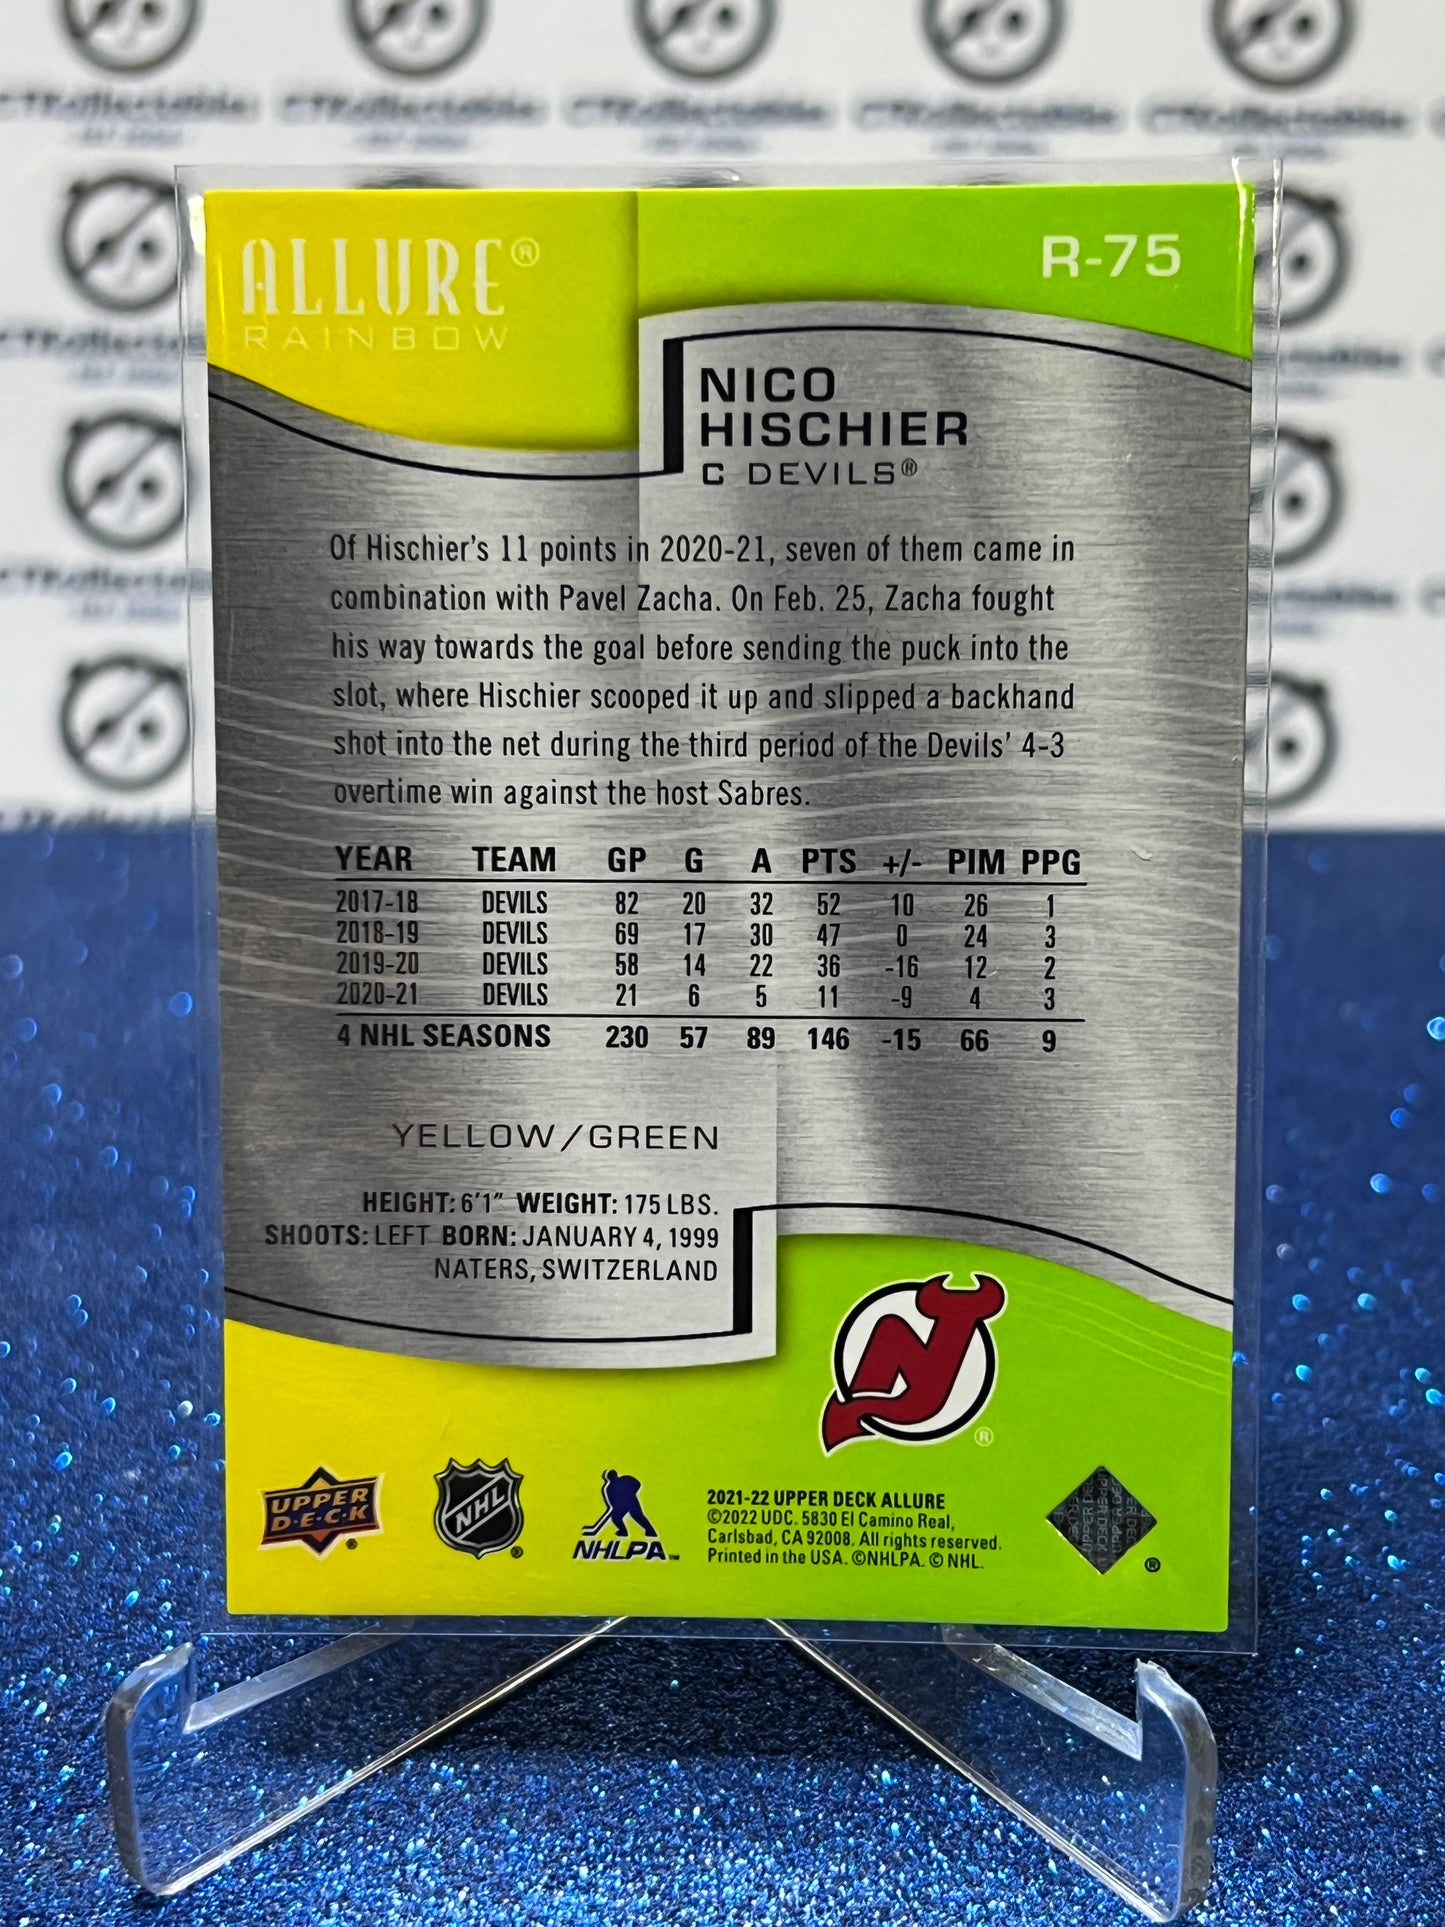 ALLURE®
RAINBOW
R-75
NICO
HISCHIER
C DEVILS®
Of Hischier's 11 points in 2020-21, seven of them came in
combination with Pavel Zacha. On Feb. 25, Zacha fought
his way towards the goal before sending the puck into the
slot, where Hischier scooped it up and slipped a backhand
shot into the net during the third period of the Devils' 4-3
overtime win against the host Sabres.
YEAR TEAM GP G A PTS +/- PIM PPG
2017-18 DEVILS 82 20 32 52 10 26 1
2018-19 DEVILS 69 17 30 47 0 24 3
2019-20 DEVILS 58 14 22 36 -16 12 2
2020-21 DEVILS 21 6 5 11 -9 4 3
4 NHL SEASONS 230 57 89 146 -15 66 9
YELLOW/GREEN
HEIGHT: 6'1" WEIGHT: 175 LBS.
SHOOTS: LEFT BORN: JANUARY 4, 1999
NATERS, SWITZERLAND
UPPER
D·E·C·K ®
NHL ®
NHLPA ™
®
2021-22 UPPER DECK ALLURE
©2022 UDC. 5830 El Camino Real,
Carlsbad, CA 92008. All rights reserved.
Printed in the USA. ©NHLPA. © NHL.
®